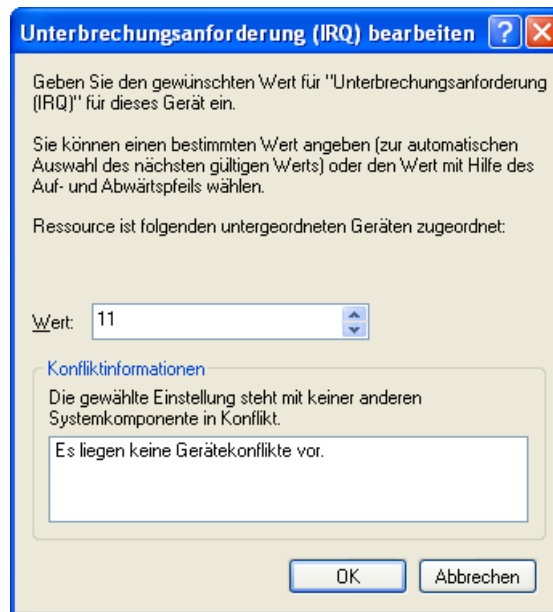 Unterbrechungsanforderung (IRQ) bearbeiten
Geben Sie den gewünschten Wert für "Unterbrechungsanforderung
(IRQ)" für dieses Gerät ein.
Sie können einen bestimmten Wert angeben (zur automatischen
Auswahl des nächsten gültigen Werts) oder den Wert mit Hilfe des
Auf- und Abwärtspfeils wählen.
Ressource ist folgenden untergeordneten Geräten zugeordnet:
Wert: 11
Konfliktinformationen
Die gewählte Einstellung steht mit keiner anderen
Systemkomponente in Konflikt.
Es liegen keine Gerätekonflikte vor.
OK Abbrechen